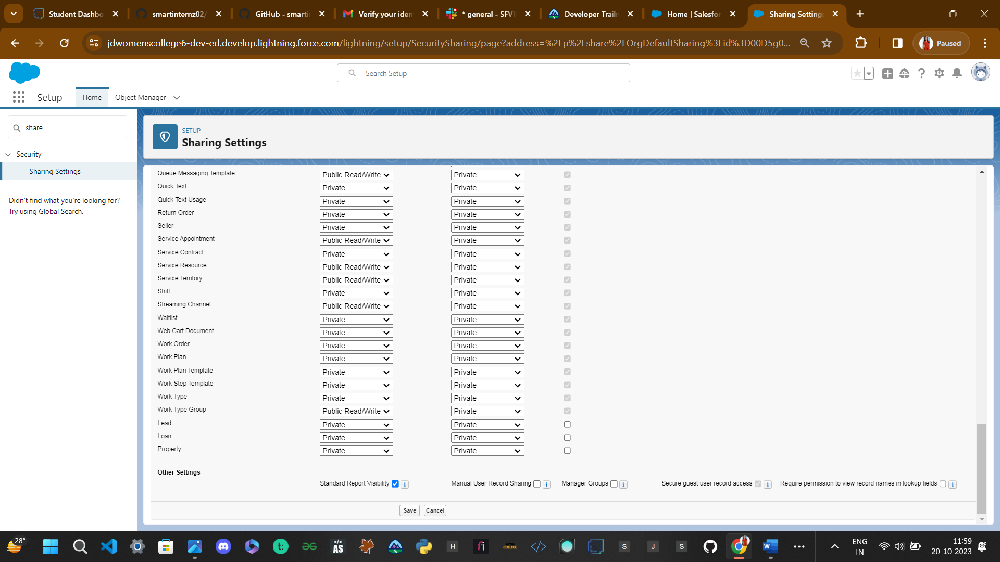 Student Dashbo
smartinternz02/
GitHub - smartin
Verify your iden
* general - SFVI
Developer Trailr
Home | Salesfor
Sharing Settings
jdwomenscollege6-dev-ed.develop.lightning.force.com/lightning/setup/SecuritySharing/page?address=%2Fp%2Fshare%2FOrgDefaultSharing%3Fid%3D00D5g0...
Paused
Search Setup
Setup
Home
Object Manager
share
Security
Sharing Settings
Didn't find what you're looking for?
Try using Global Search.
SETUP
Sharing Settings
Queue Messaging Template Public Read/Write Private
Quick Text Private Private
Quick Text Usage Private Private
Return Order Private Private
Seller Private Private
Service Appointment Public Read/Write Private
Service Contract Private Private
Service Resource Public Read/Write Private
Service Territory Public Read/Write Private
Shift Private Private
Streaming Channel Public Read/Write Private
Waitlist Private Private
Web Cart Document Private Private
Work Order Private Private
Work Plan Private Private
Work Plan Template Private Private
Work Step Template Private Private
Work Type Private Private
Work Type Group Public Read/Write Private
Lead Private Private
Loan Private Private
Property Private Private
Other Settings
Standard Report Visibility Manual User Record Sharing Manager Groups Secure guest user record access Require permission to view record names in lookup fields
Save Cancel
28°
ENG
IN
11:59
20-10-2023